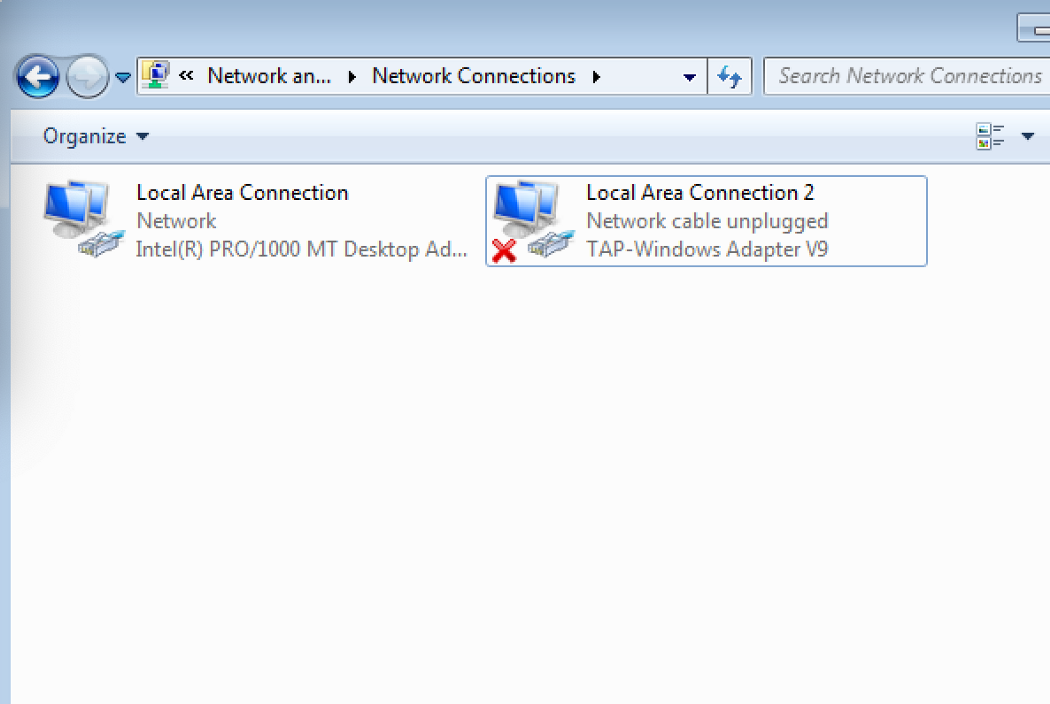 « Network an... Network Connections Search Network Connections
Organize
Local Area Connection
Network
Intel(R) PRO/1000 MT Desktop Ad...
Local Area Connection 2
Network cable unplugged
TAP-Windows Adapter V9